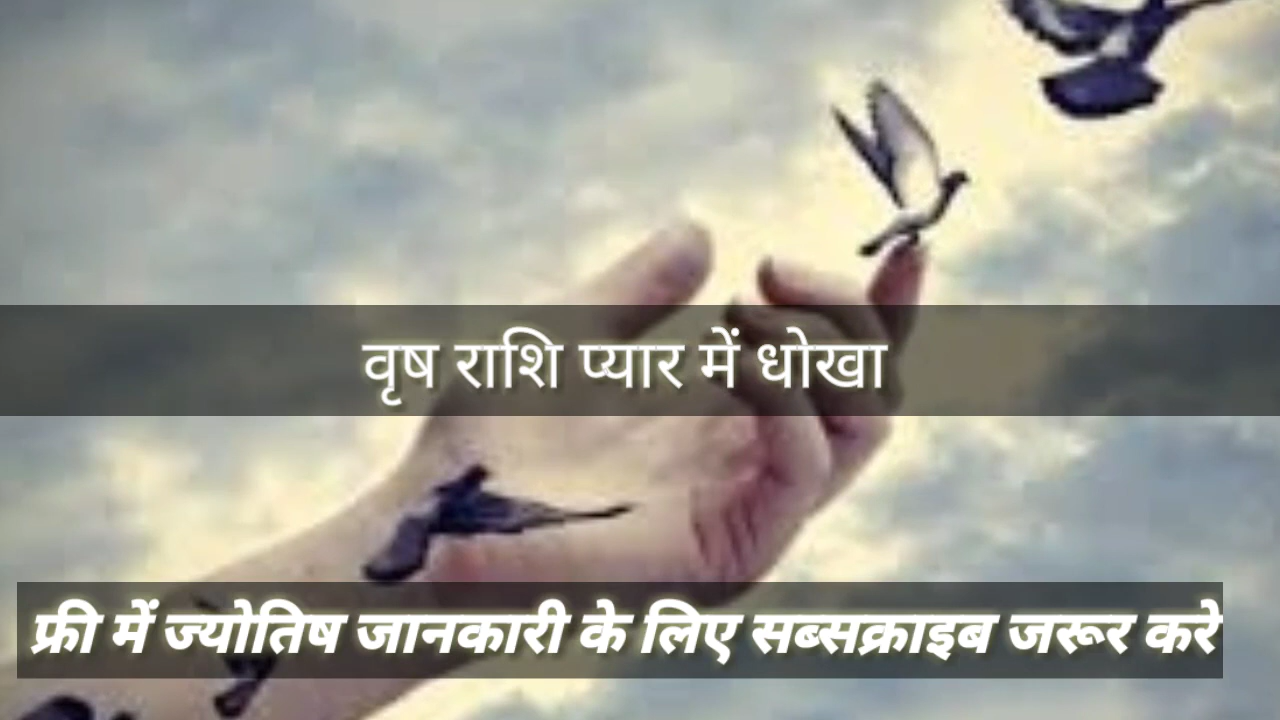 वृष राशि प्यार में धोखा
फ्री में ज्योतिष जानकारी के लिए सब्सक्राइब जरूर करे